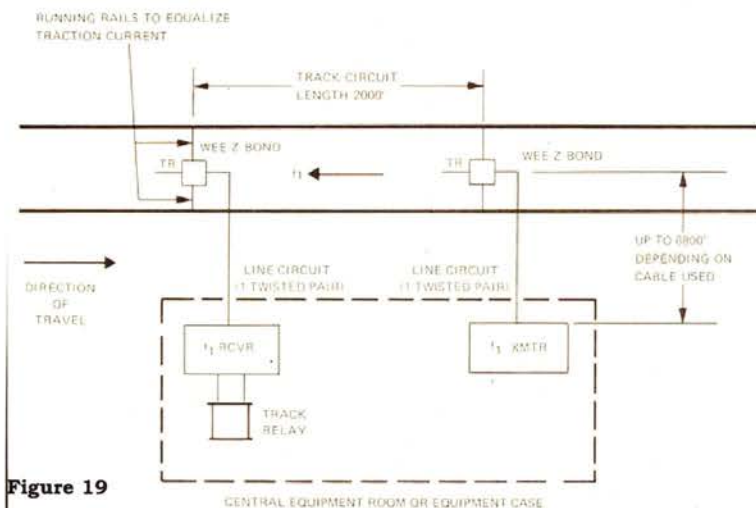 RUNNING RAILS TO EQUALIZE
TRACTION CURRENT
TRACK CIRCUIT
LENGTH 2000'
WEE Z BOND
TR
f1
TR
WEE Z BOND
UP TO 6800'
DEPENDING ON
CABLE USED
DIRECTION
OF
TRAVEL
LINE CIRCUIT
(1 TWISTED PAIR)
LINE CIRCUIT
(1 TWISTED PAIR)
f1 RCVR
f1 XMTR
TRACK
RELAY
Figure 19
CENTRAL EQUIPMENT ROOM OR EQUIPMENT CASE